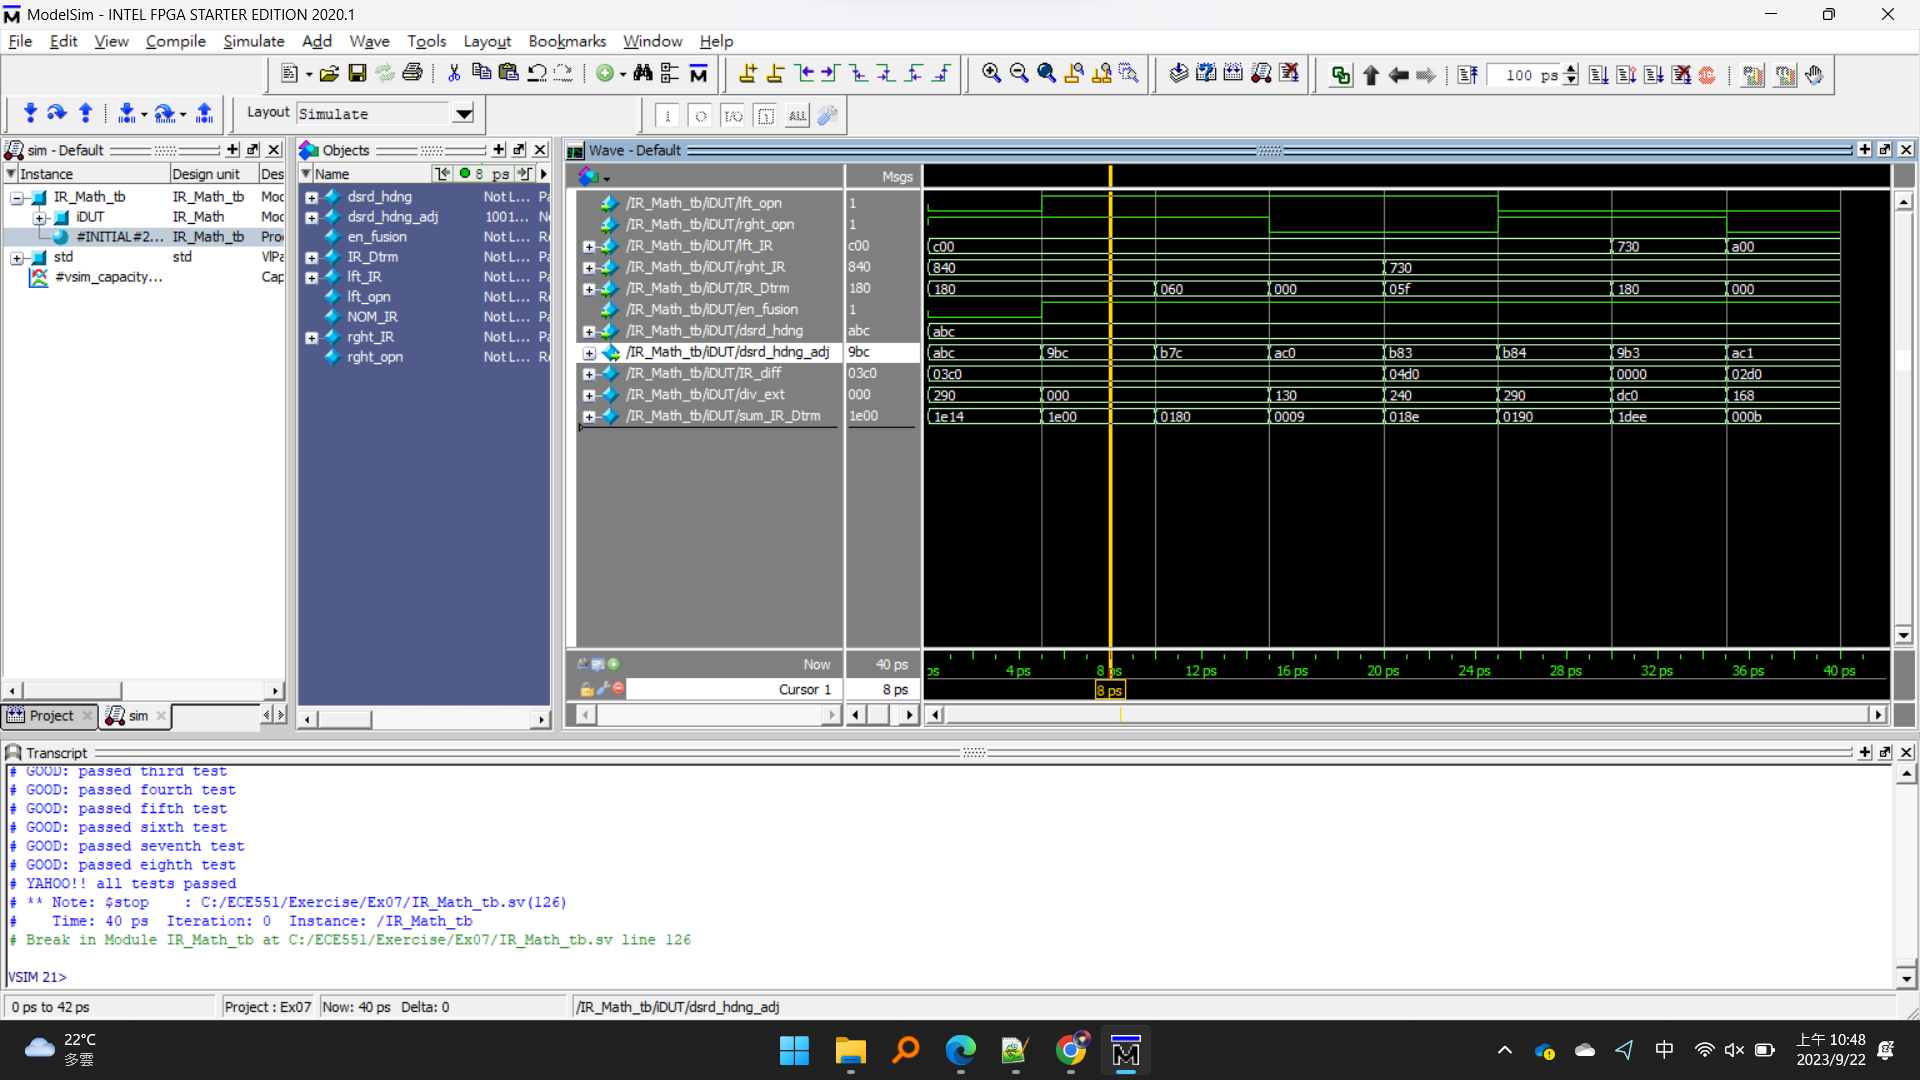 ModelSim - INTEL FPGA STARTER EDITION 2020.1
File Edit View Compile Simulate Add Wave Tools Layout Bookmarks Window Help
100 ps
Layout Simulate
sim - Default
Instance Design unit Des
IR_Math_tb IR_Math_tb Moc
iDUT IR_Math Moc
#INITIAL#2... IR_Math_tb Pro
std std VlPa
#vsim_capacity... Cap
Project sim
Objects
Name 8 ps
dsrd_hdng Not L... Pa
dsrd_hdng_adj 1001... Ne
en_fusion Not L... Re
IR_Dtrm Not L... Pa
lft_IR Not L... Pa
lft_opn Not L... Re
NOM_IR Not L... Pa
rght_IR Not L... Pa
rght_opn Not L... Re
Wave - Default
Msgs
/IR_Math_tb/iDUT/lft_opn 1
/IR_Math_tb/iDUT/rght_opn 1
/IR_Math_tb/iDUT/lft_IR c00 c00 730 a00
/IR_Math_tb/iDUT/rght_IR 840 840 730
/IR_Math_tb/iDUT/IR_Dtrm 180 180 060 000 05f 180 000
/IR_Math_tb/iDUT/en_fusion 1
/IR_Math_tb/iDUT/dsrd_hdng abc abc
/IR_Math_tb/iDUT/dsrd_hdng_adj 9bc abc 9bc b7c ac0 b83 b84 9b3 ac1
/IR_Math_tb/iDUT/IR_diff 03c0 03c0 04d0 0000 02d0
/IR_Math_tb/iDUT/div_ext 000 290 000 130 240 290 dc0 168
/IR_Math_tb/iDUT/sum_IR_Dtrm 1e00 1e14 1e00 0180 0009 018e 0190 1dee 000b
Now 40 ps ps 4 ps 8 ps 12 ps 16 ps 20 ps 24 ps 28 ps 32 ps 36 ps 40 ps
Cursor 1 8 ps 8 ps
Transcript
# GOOD: passed third test
# GOOD: passed fourth test
# GOOD: passed fifth test
# GOOD: passed sixth test
# GOOD: passed seventh test
# GOOD: passed eighth test
# YAHOO!! all tests passed
# ** Note: $stop : C:/ECE551/Exercise/Ex07/IR_Math_tb.sv(126)
# Time: 40 ps Iteration: 0 Instance: /IR_Math_tb
# Break in Module IR_Math_tb at C:/ECE551/Exercise/Ex07/IR_Math_tb.sv line 126
VSIM 21>
0 ps to 42 ps Project : Ex07 Now: 40 ps Delta: 0 /IR_Math_tb/iDUT/dsrd_hdng_adj
22°C
多雲
中
上午 10:48
2023/9/22